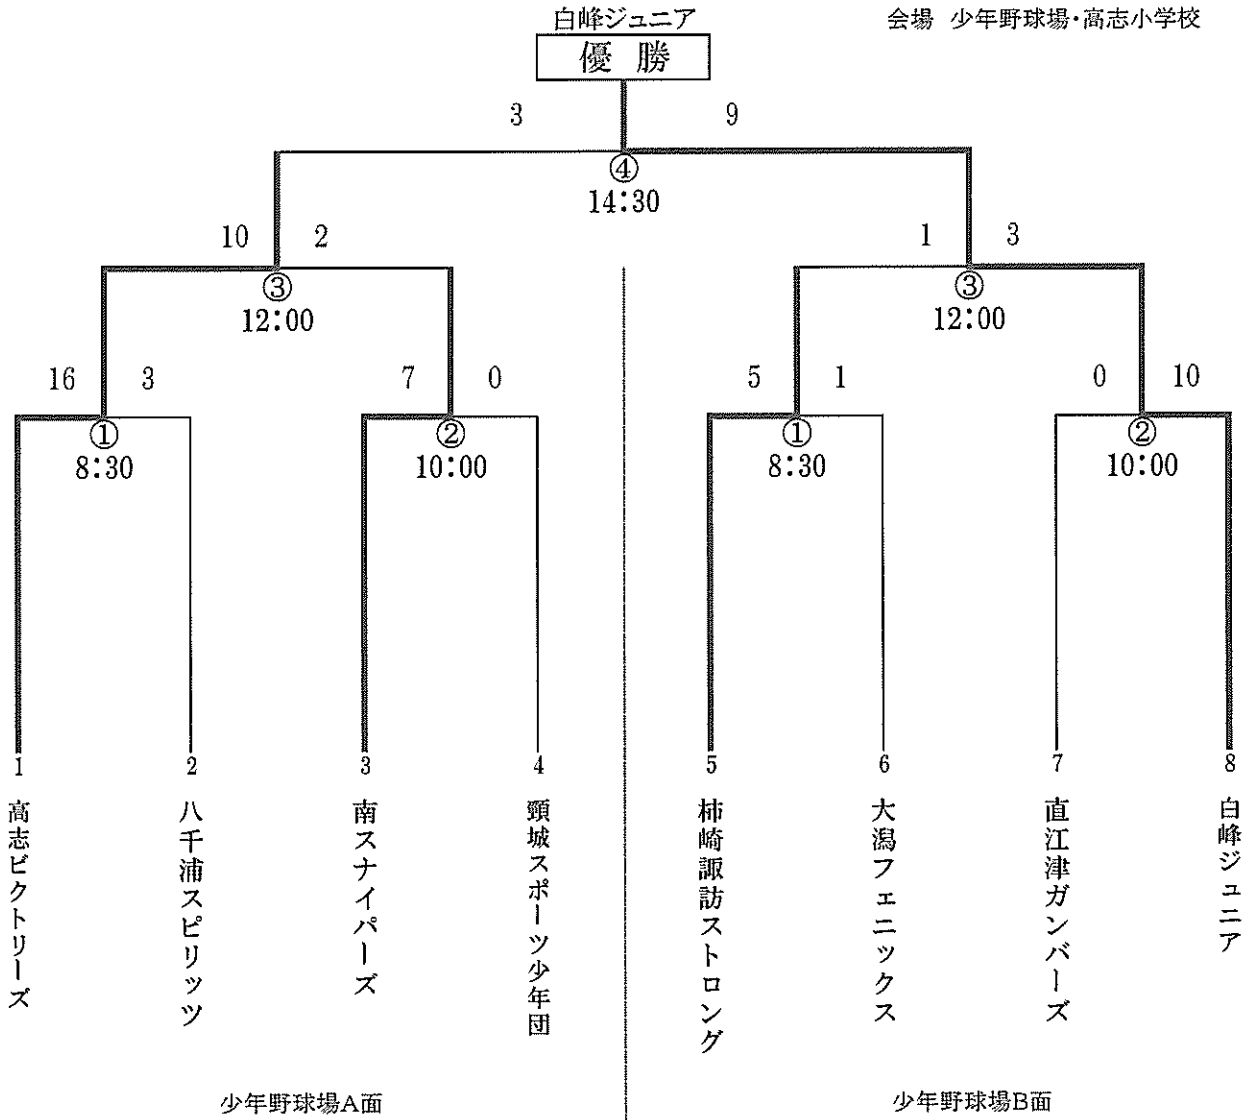 白峰ジュニア
会場 少年野球場・高志小学校
優 勝
3 9
④
14:30
10 2
1 3
③
12:00
③
12:00
16 3
7 0
5 1
0 10
①
8:30
②
10:00
①
8:30
②
10:00
1 2 3 4 5 6 7 8
高志ビクトリーズ
八千浦スピリッツ
南スナイパーズ
頸城スポーツ少年団
柿崎諏訪ストロング
大潟フェニックス
直江津ガンバーズ
白峰ジュニア
少年野球場A面
少年野球場B面